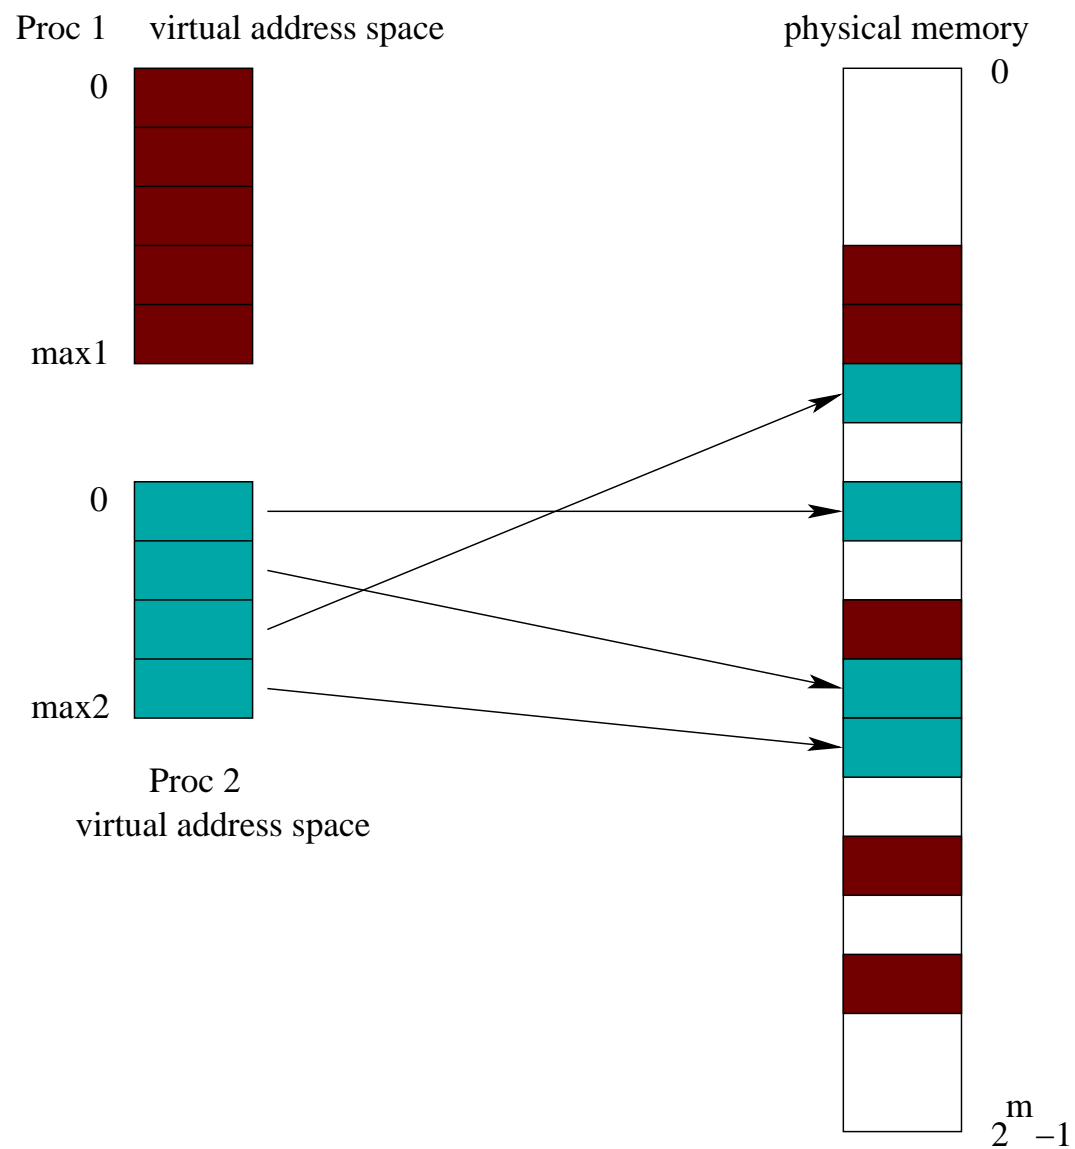 Proc 1 virtual address space
physical memory
0
0
max1
0
max2
Proc 2
virtual address space
m
2 −1